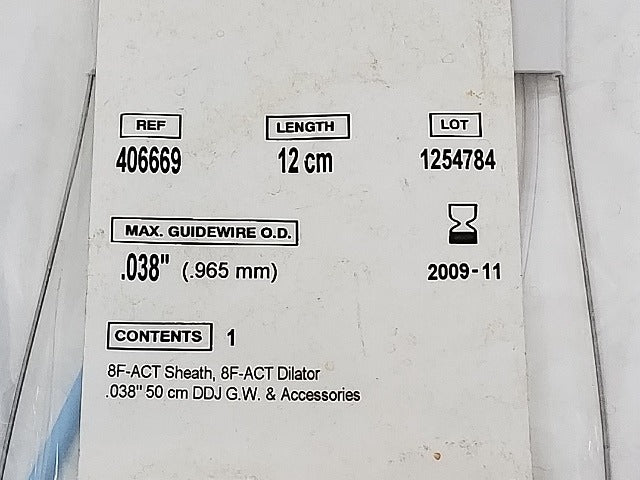 REF LENGTH LOT
406669 12 cm 1254784
MAX. GUIDEWIRE O.D.
.038" (.965 mm) 2009-11
CONTENTS 1
8F-ACT Sheath, 8F-ACT Dilator
.038" 50 cm DDJ G.W. & Accessories